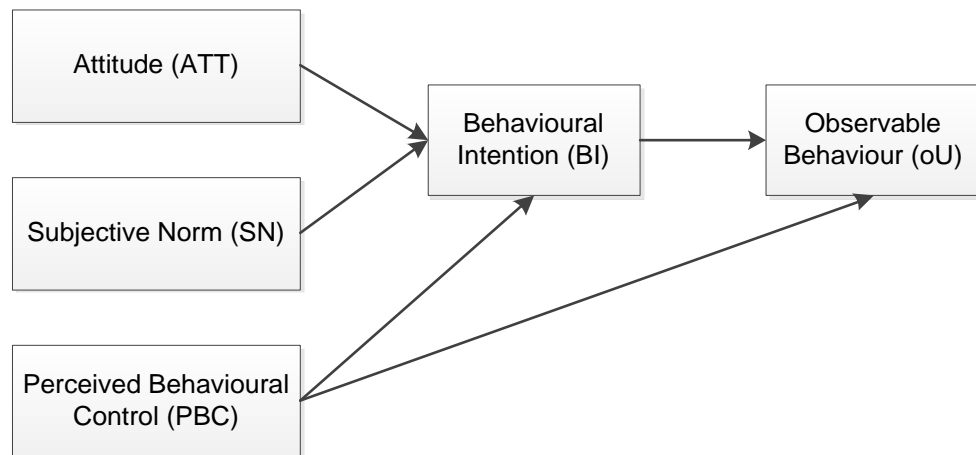 Attitude (ATT)
Behavioural
Intention (BI)
Observable
Behaviour (oU)
Subjective Norm (SN)
Perceived Behavioural
Control (PBC)